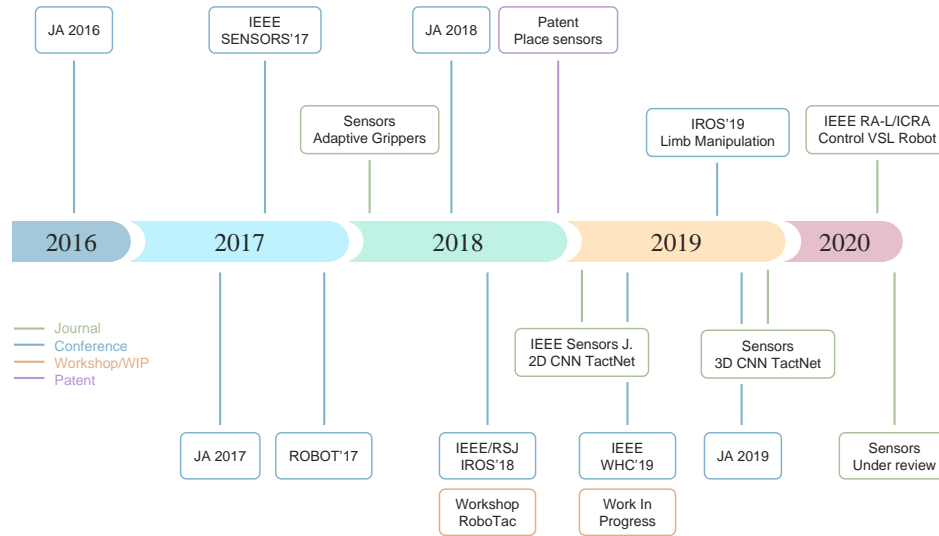 JA 2016
IEEE
SENSORS'17
JA 2018
Patent
Place sensors
Sensors
Adaptive Grippers
IROS'19
Limb Manipulation
IEEE RA-L/ICRA
Control VSL Robot
2016
2017
2018
2019
2020
Journal
Conference
Workshop/WIP
Patent
IEEE Sensors J.
2D CNN TactNet
Sensors
3D CNN TactNet
JA 2017
ROBOT'17
IEEE/RSJ
IROS'18
IEEE
WHC'19
JA 2019
Sensors
Under review
Workshop
RoboTac
Work In
Progress